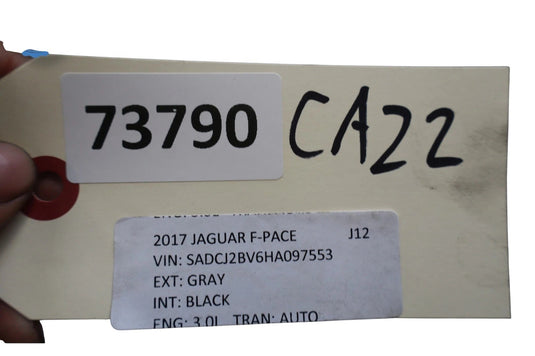 73790 CA22
2017 JAGUAR F-PACE J12
VIN: SADCJ2BV6HA097553
EXT: GRAY
INT: BLACK
ENG: 3.0L TRAN: AUTO